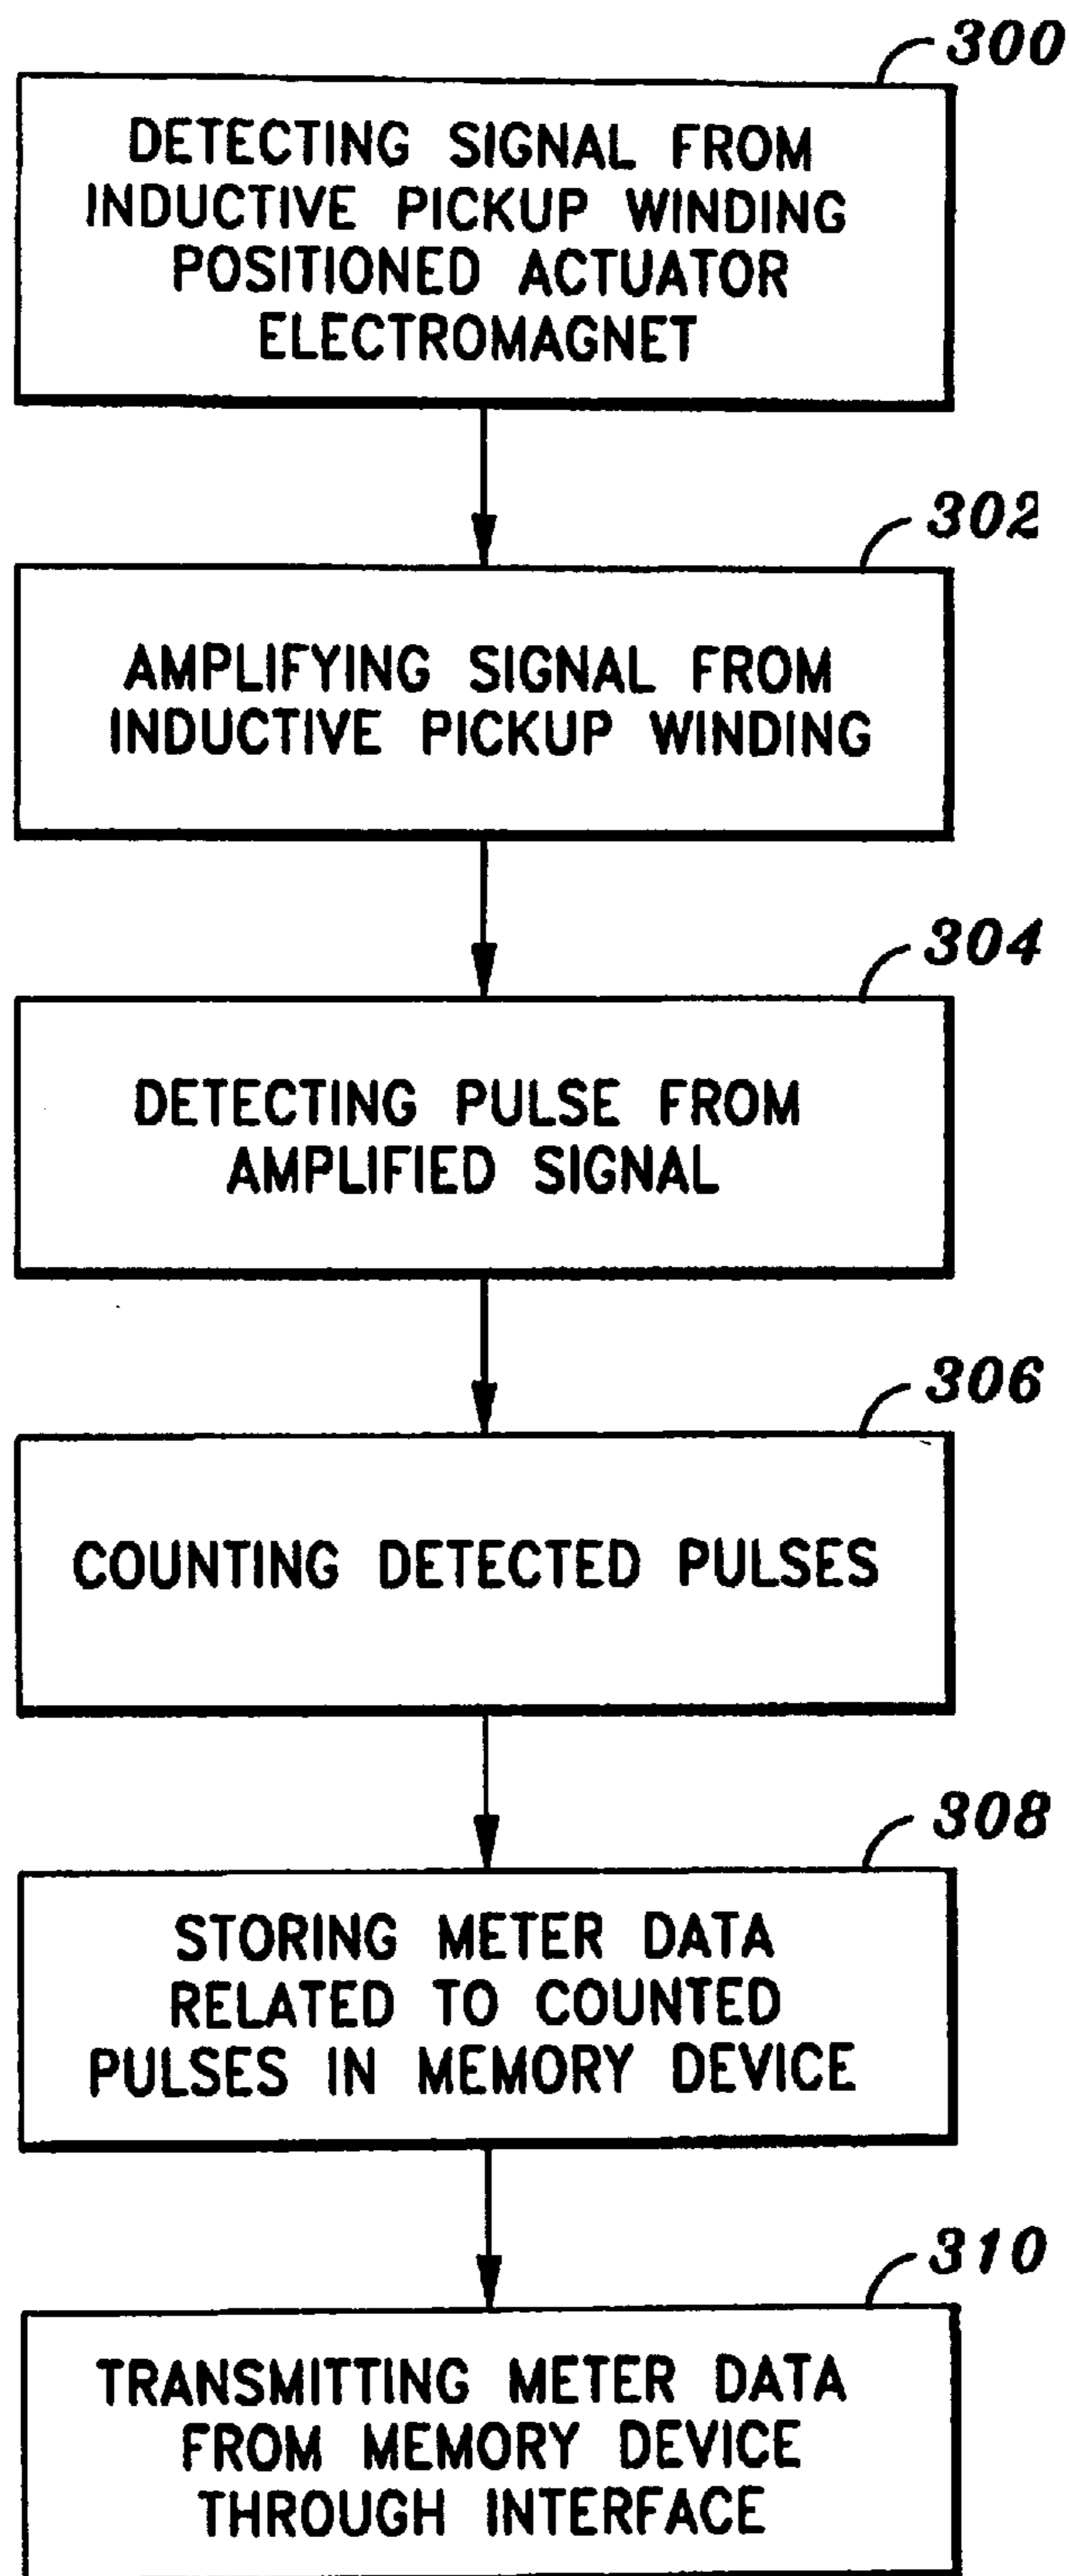 300
DETECTING SIGNAL FROM
INDUCTIVE PICKUP WINDING
POSITIONED ACTUATOR
ELECTROMAGNET
302
AMPLIFYING SIGNAL FROM
INDUCTIVE PICKUP WINDING
304
DETECTING PULSE FROM
AMPLIFIED SIGNAL
306
COUNTING DETECTED PULSES
308
STORING METER DATA
RELATED TO COUNTED
PULSES IN MEMORY DEVICE
310
TRANSMITTING METER DATA
FROM MEMORY DEVICE
THROUGH INTERFACE